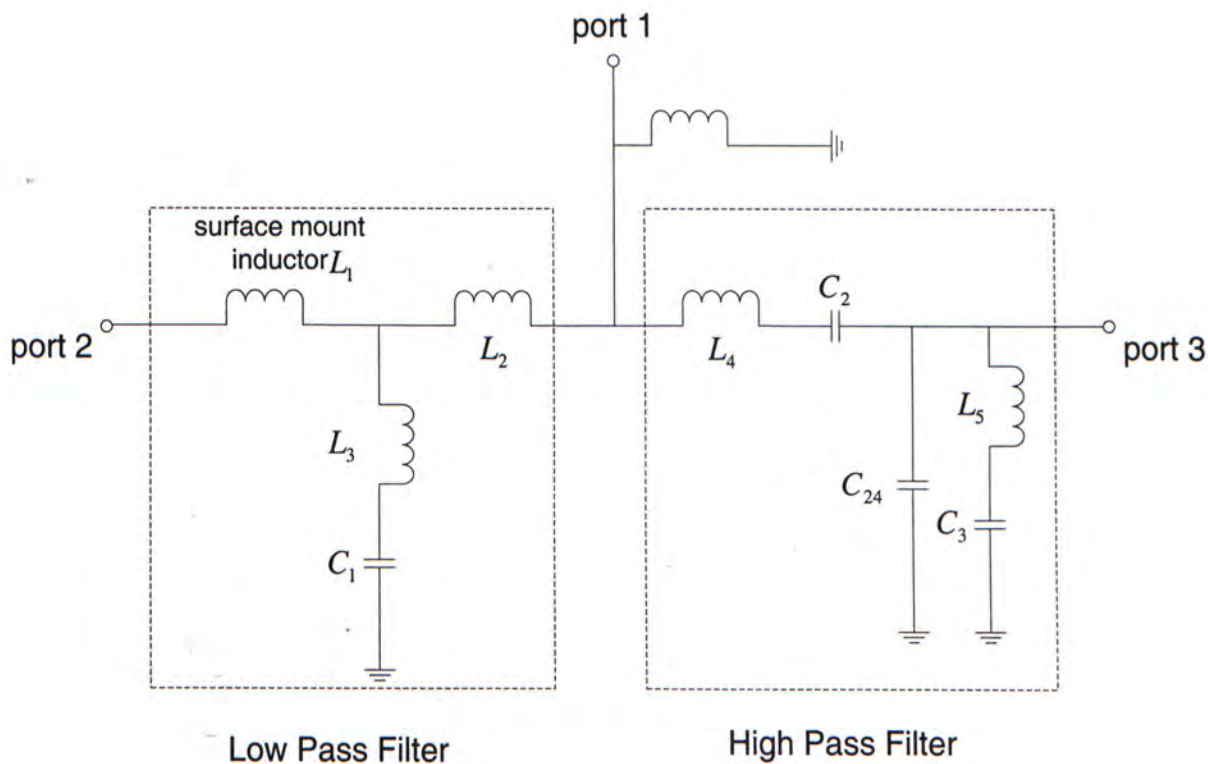 port 1
surface mount
inductor L₁
port 2
L₂
L₃
C₁
L₄
C₂
port 3
L₅
C₂₄
C₃
Low Pass Filter
High Pass Filter